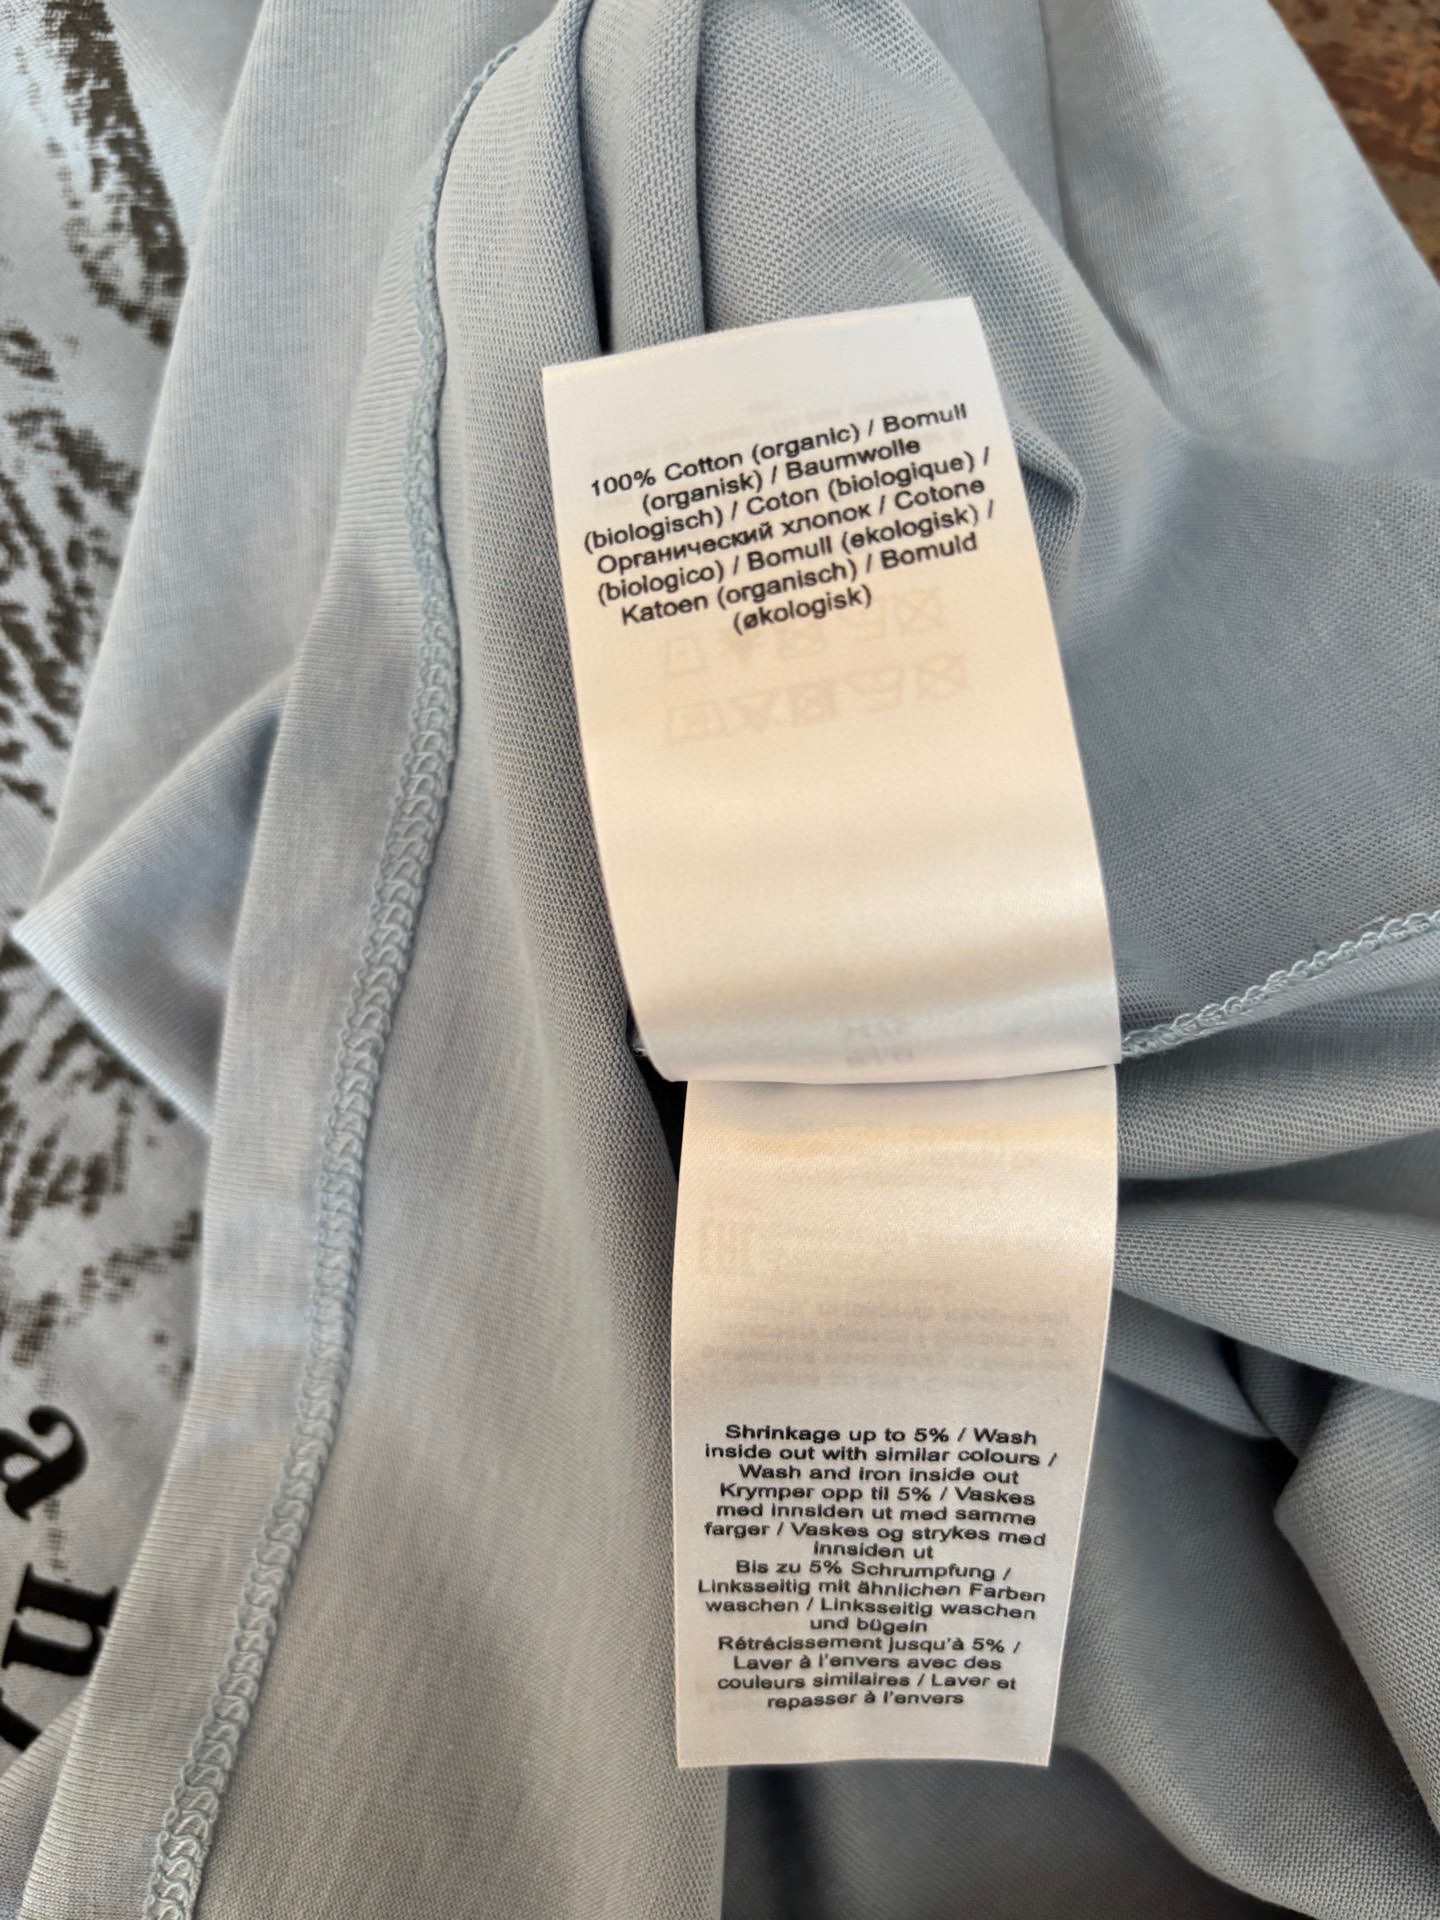 100% Cotton (organic) / Bomull
(organisk) / Baumwolle
(biologisch) / Coton (biologique) /
Органический хлопок / Cotone
(biologico) / Bomull (ekologisk) /
Katoen (organisch) / Bomuld
(økologisk)
Shrinkage up to 5% / Wash
inside out with similar colours /
Wash and iron inside out
Krymper opp til 5% / Vaskes
med innsiden ut med samme
farger / Vaskes og strykes med
innsiden ut
Bis zu 5% Schrumpfung /
Linksseitig mit ähnlichen Farben
waschen / Linksseitig waschen
und bügeln
Rétrécissement jusqu'à 5% /
Laver à l'envers avec des
couleurs similaires / Laver et
repasser à l'envers